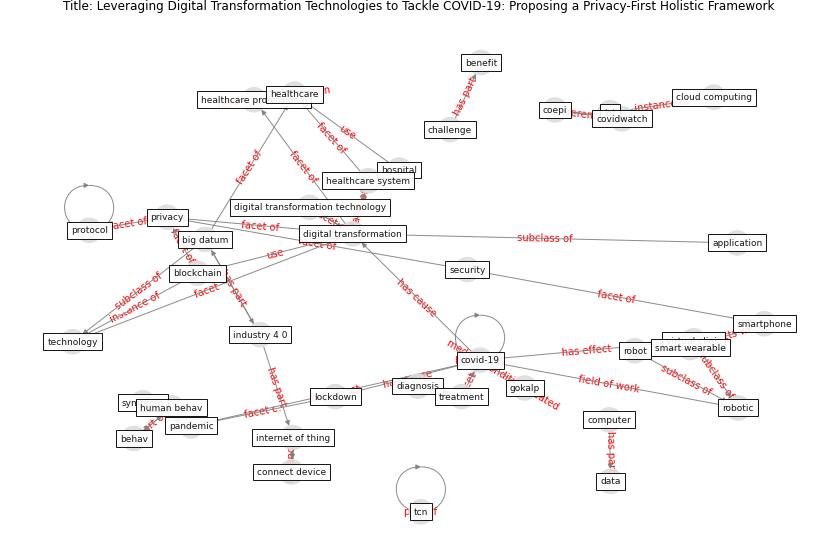 Title: Leveraging Digital Transformation Technologies to Tackle COVID-19: Proposing a Privacy-First Holistic Framework
benefit
has part
challenge
healthcare
healthcare pro
use
facet of
facet of
facet of
hospital
healthcare system
coepi
covidwatch
instance
cloud computing
digital transformation technology
privacy
protocol
facet of
facet of
big datum
digital transformation
subclass of
application
use
blockchain
security
facet of
smartphone
subclass of
instance of
facet
has part
has cause
technology
industry 4 0
covid-19
has effect
robot
smart wearable
subclass of
subclass of
field of work
robotic
has part
diagnosis
treatment
gokalp
lockdown
human behav
pandemic
facet
behav
internet of thing
connect device
computer
has part
data
tcn